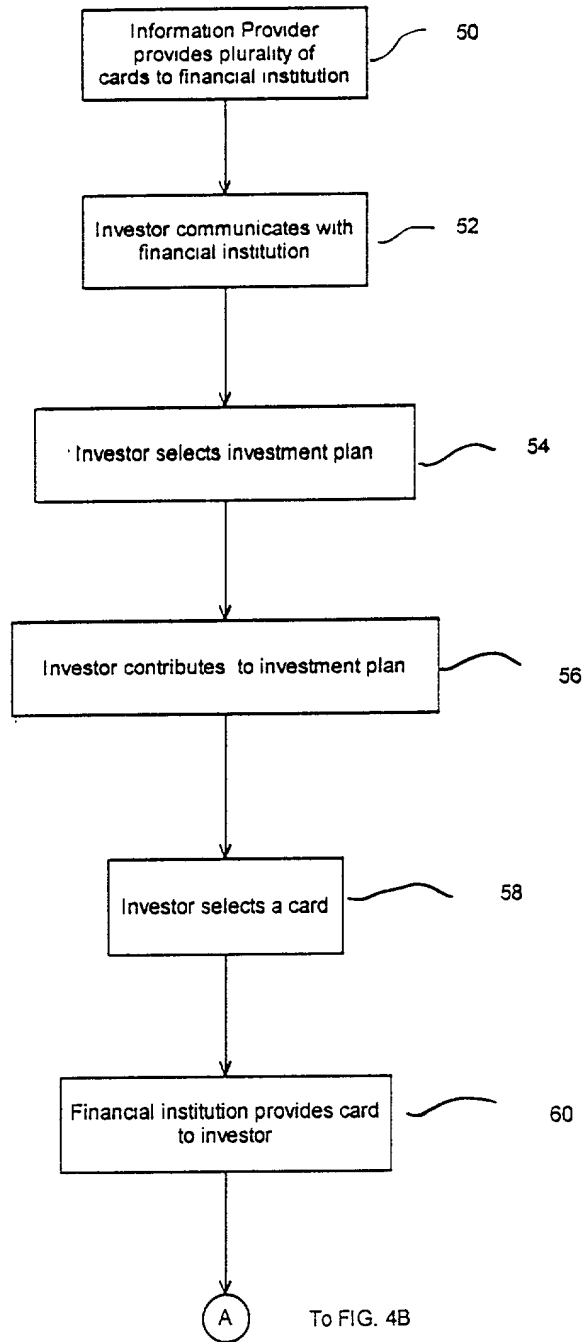 Information Provider
provides plurality of
cards to financial institution
50
Investor communicates with
financial institution
52
Investor selects investment plan
54
Investor contributes to investment plan
56
Investor selects a card
58
Financial institution provides card
to investor
60
A
To FIG. 4B